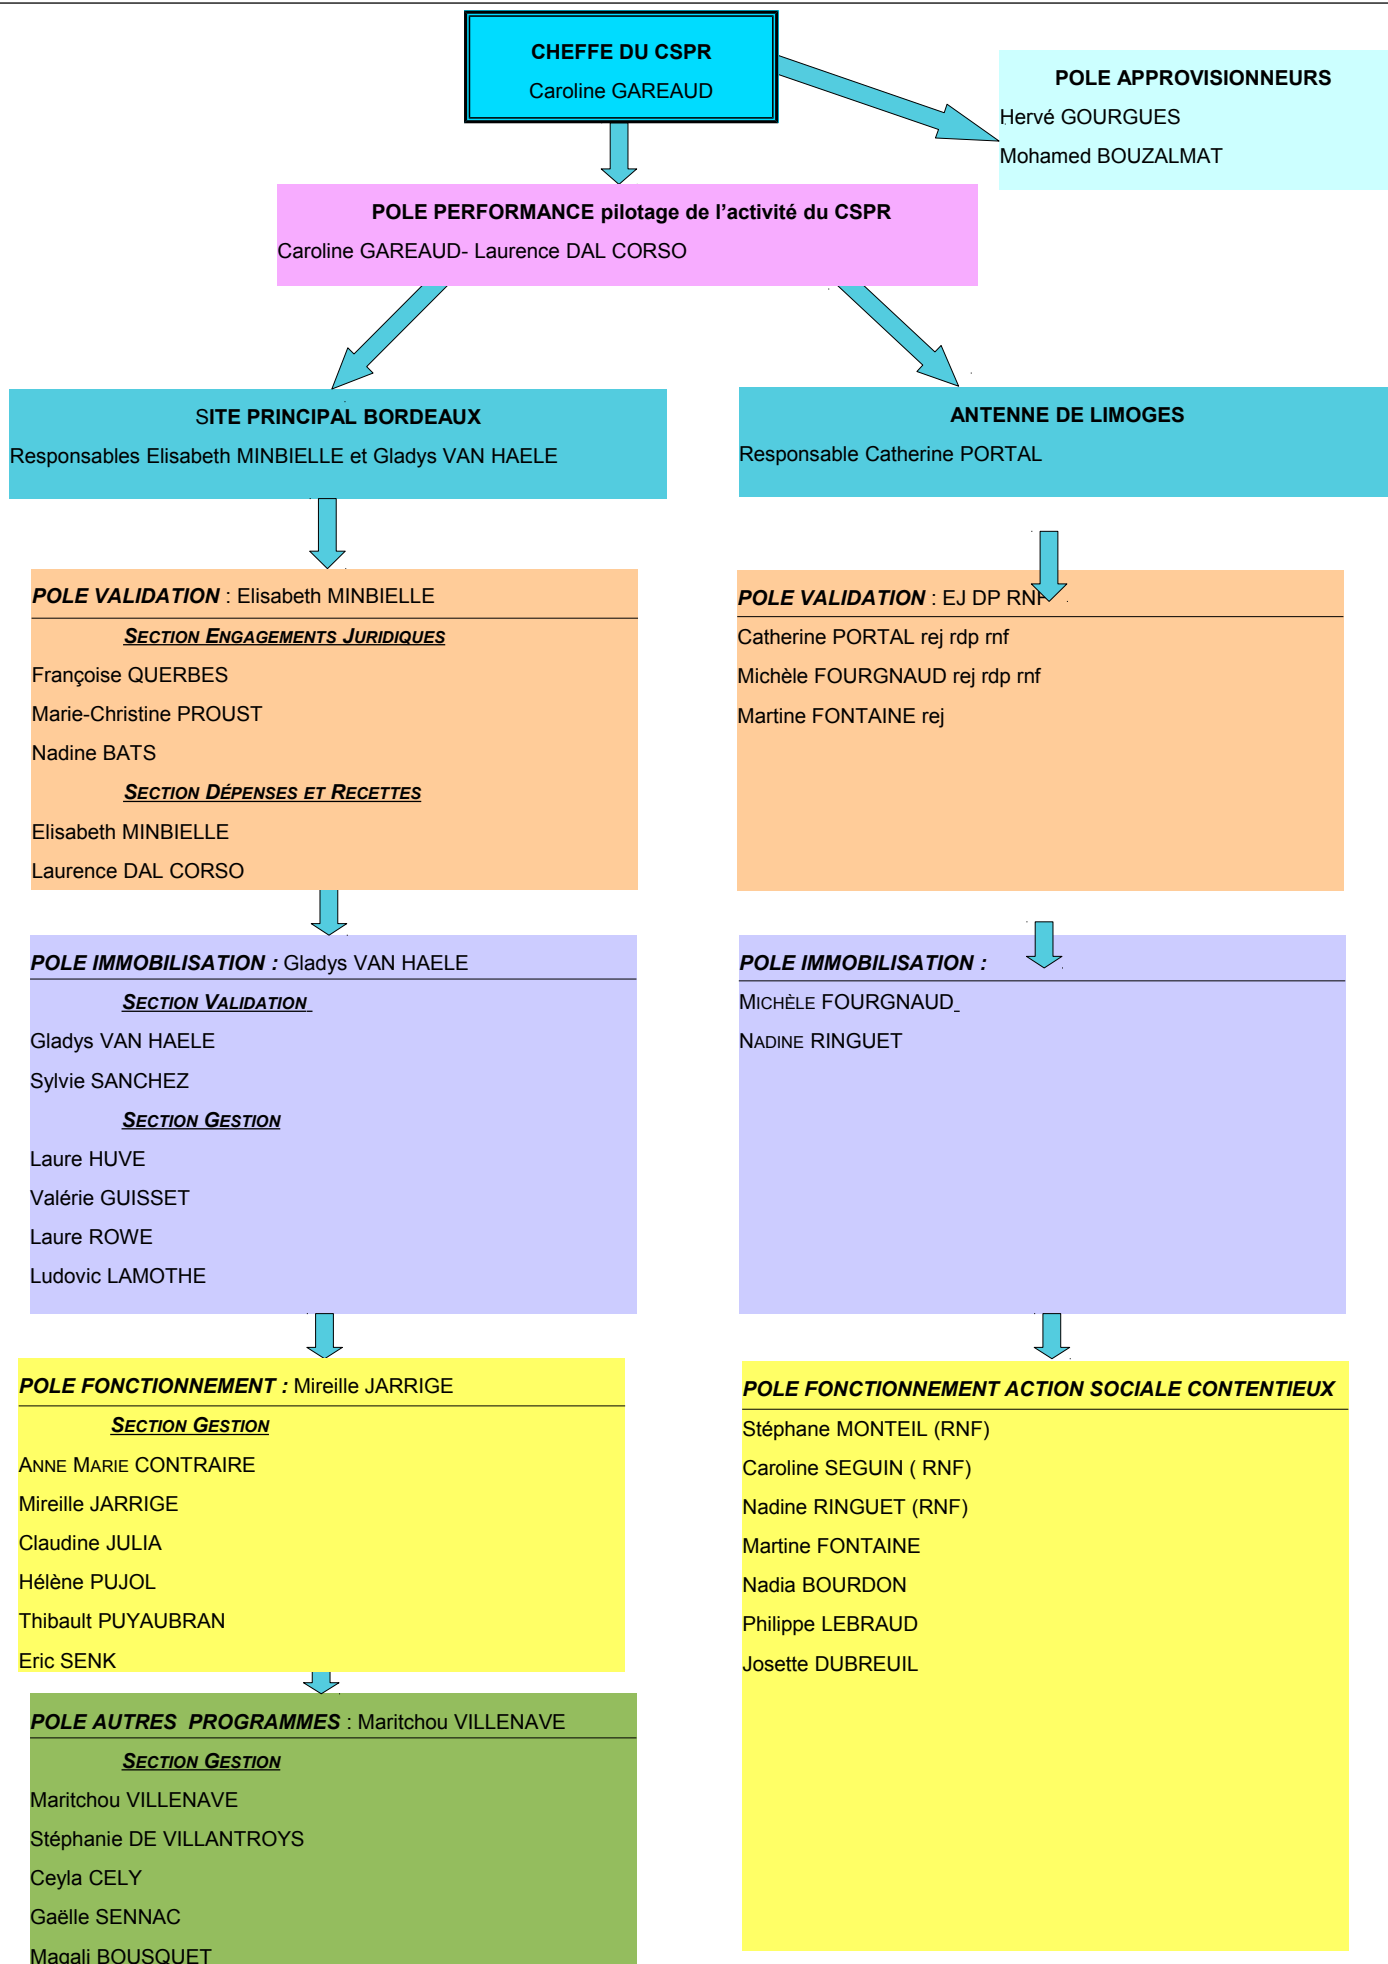 CHEFFE DU CSPR
Caroline GAREAUD
POLE APPROVISIONNEURS
Hervé GOURGUES
Mohamed BOUZALMAT
POLE PERFORMANCE pilotage de l’activité du CSPR
Caroline GAREAUD- Laurence DAL CORSO
SITE PRINCIPAL BORDEAUX
Responsables Elisabeth MINBIELLE et Gladys VAN HAELE
POLE VALIDATION : Elisabeth MINBIELLE
SECTION ENGAGEMENTS JURIDIQUES
Françoise QUERBES
Marie-Christine PROUST
Nadine BATS
SECTION DÉPENSES ET RECETTES
Elisabeth MINBIELLE
Laurence DAL CORSO
POLE IMMOBILISATION : Gladys VAN HAELE
SECTION VALIDATION
Gladys VAN HAELE
Sylvie SANCHEZ
SECTION GESTION
Laure HUVE
Valérie GUISSET
Laure ROWE
Ludovic LAMOTHE
POLE FONCTIONNEMENT : Mireille JARRIGE
SECTION GESTION
ANNE MARIE CONTRAIRE
Mireille JARRIGE
Claudine JULIA
Hélène PUJOL
Thibault PUYAUBRAN
Eric SENK
POLE AUTRES PROGRAMMES : Maritchou VILLENAVE
SECTION GESTION
Maritchou VILLENAVE
Stéphanie DE VILLANTROYS
Ceyla CELY
Gaëlle SENNAC
Magali BOUSQUET
ANTENNE DE LIMOGES
Responsable Catherine PORTAL
POLE VALIDATION : EJ DP RNF
Catherine PORTAL rej rdp rnf
Michèle FOURGNAUD rej rdp rnf
Martine FONTAINE rej
POLE IMMOBILISATION :
MICHÈLE FOURGNAUD
NADINE RINGUET
POLE FONCTIONNEMENT ACTION SOCIALE CONTENTIEUX
Stéphane MONTEIL (RNF)
Caroline SEGUIN ( RNF)
Nadine RINGUET (RNF)
Martine FONTAINE
Nadia BOURDON
Philippe LEBRAUD
Josette DUBREUIL